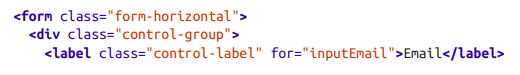 <form class="form-horizontal">
<div class="control-group">
<label class="control-label" for="inputEmail">Email</label>